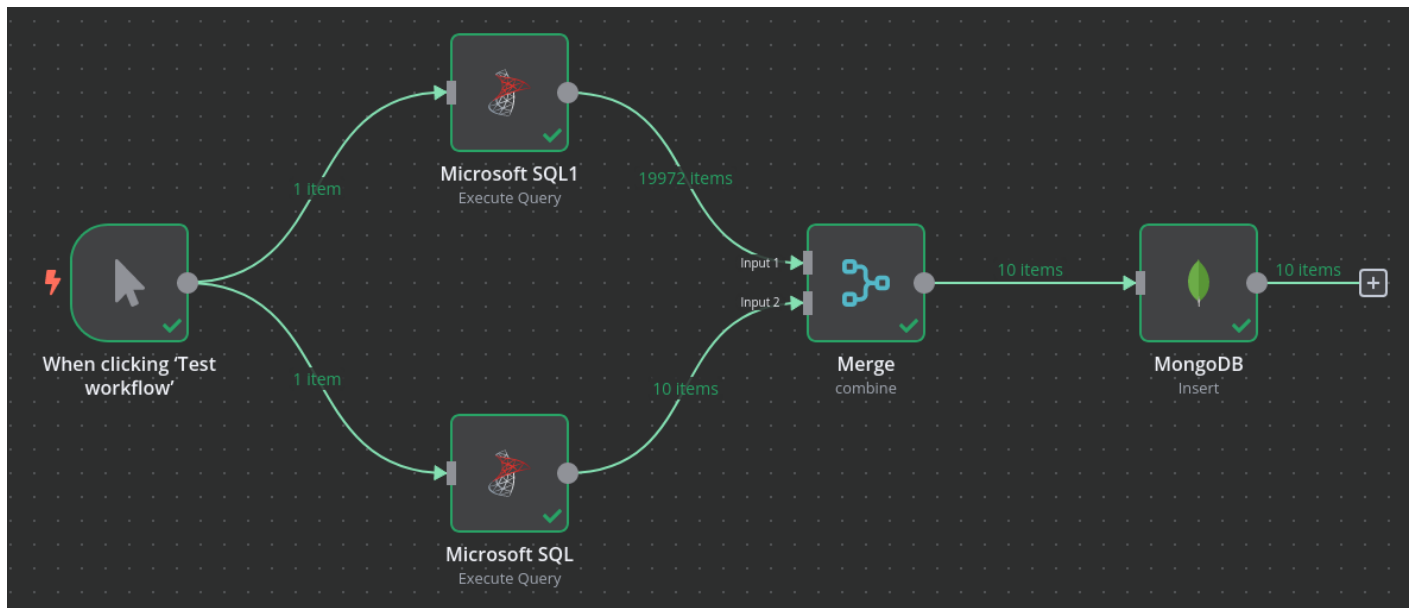 Microsoft SQL1
Execute Query
1 item
19972 items
When clicking ‘Test
workflow’
Input 1
Input 2
Merge
combine
10 items
MongoDB
Insert
10 items
1 item
10 items
Microsoft SQL
Execute Query